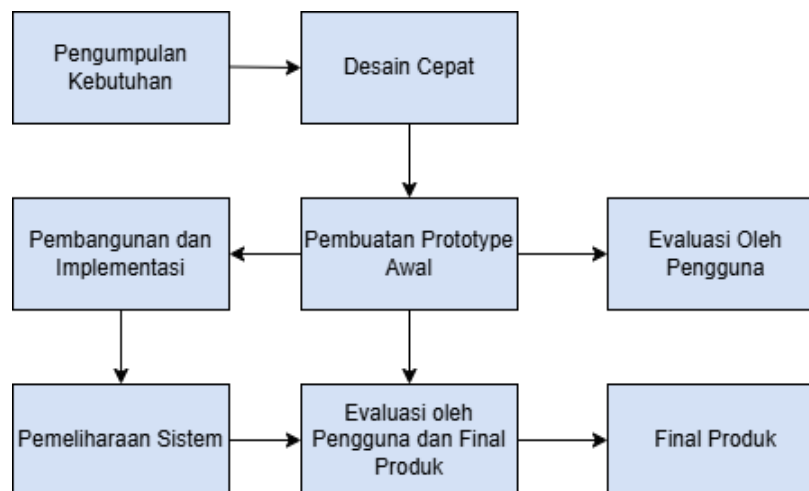 Pengumpulan
Kebutuhan
Desain Cepat
Pembangunan dan
Implementasi
Pembuatan Prototype
Awal
Evaluasi Oleh
Pengguna
Pemeliharaan Sistem
Evaluasi oleh
Pengguna dan Final
Produk
Final Produk